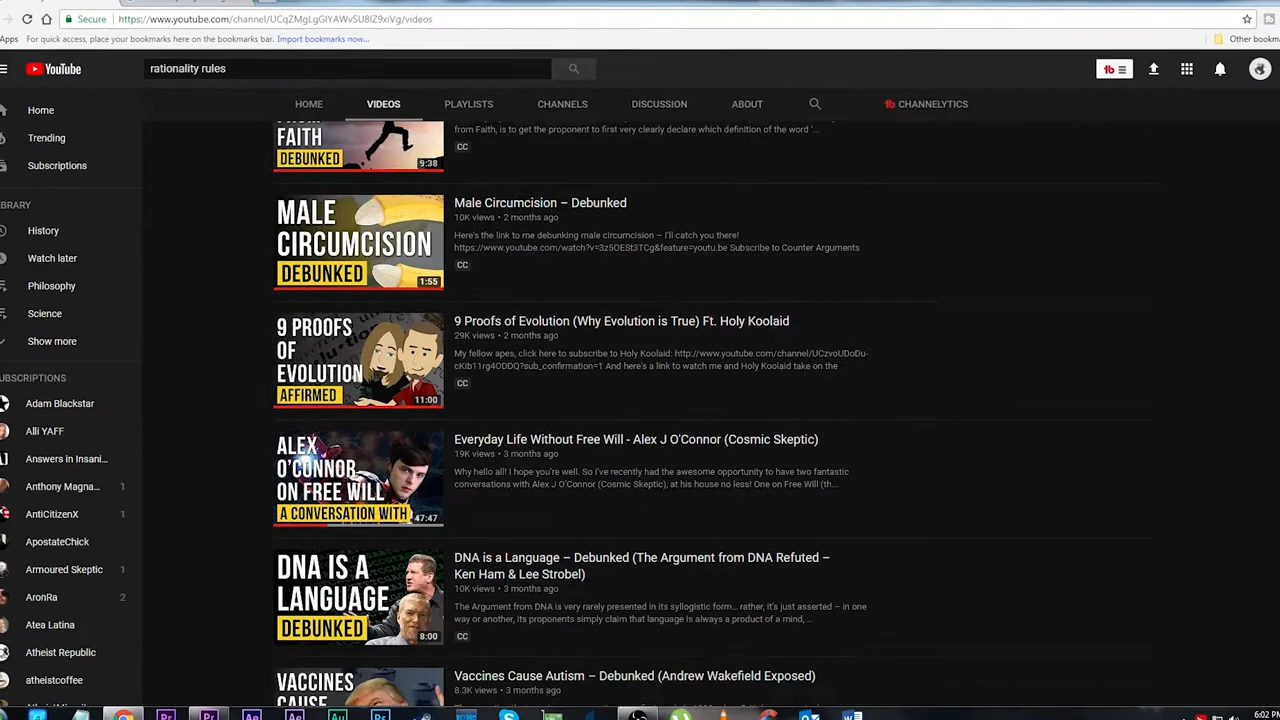 Secure
https://www.youtube.com/channel/UCqZMgLgGIYAWvSU8lZ9xiVg/videos
Apps
For quick access, place your bookmarks here on the bookmarks bar. Import bookmarks now...
Other bookm
YouTube
rationality rules
HOME
VIDEOS
PLAYLISTS
CHANNELS
DISCUSSION
ABOUT
CHANNELYTICS
Home
Trending
Subscriptions
IBRARY
History
Watch later
Philosophy
Science
Show more
UBSCRIPTIONS
Adam Blackstar
Alli YAFF
Answers in Insani...
Anthony Magna... 1
AntiCitizenX 1
ApostateChick
Armoured Skeptic 1
AronRa 2
Atea Latina
Atheist Republic
atheistcoffee
FAITH
DEBUNKED
9:38
from Faith, is to get the proponent to first very clearly declare which definition of the word '...
CC
MALE
CIRCUMCISION
DEBUNKED
1:55
Male Circumcision – Debunked
10K views • 2 months ago
Here's the link to me debunking male circumcision – I'll catch you there!
https://www.youtube.com/watch?v=3z5OESt3TCg&feature=youtu.be Subscribe to Counter Arguments
CC
9 PROOFS
OF
EVOLUTION
AFFIRMED
11:00
9 Proofs of Evolution (Why Evolution is True) Ft. Holy Koolaid
29K views • 2 months ago
My fellow apes, click here to subscribe to Holy Koolaid: http://www.youtube.com/channel/UCzvoUDoDu-
cKib11rg4ODDQ?sub_confirmation=1 And here's a link to watch me and Holy Koolaid take on the
CC
ALEX
O'CONNOR
ON FREE WILL
A CONVERSATION WITH
47:47
Everyday Life Without Free Will - Alex J O'Connor (Cosmic Skeptic)
19K views • 3 months ago
Why hello all! I hope you're well. So I've recently had the awesome opportunity to have two fantastic
conversations with Alex J O'Connor (Cosmic Skeptic), at his house no less! One on Free Will (th...
DNA IS A
LANGUAGE
DEBUNKED
8:00
DNA is a Language – Debunked (The Argument from DNA Refuted –
Ken Ham & Lee Strobel)
10K views • 3 months ago
The Argument from DNA is very rarely presented in its syllogistic form... rather, it's just asserted – in one
way or another, its proponents simply claim that language is always a product of a mind, ...
CC
VACCINES
CAUSE
Vaccines Cause Autism – Debunked (Andrew Wakefield Exposed)
8.3K views • 3 months ago
6:02 PM